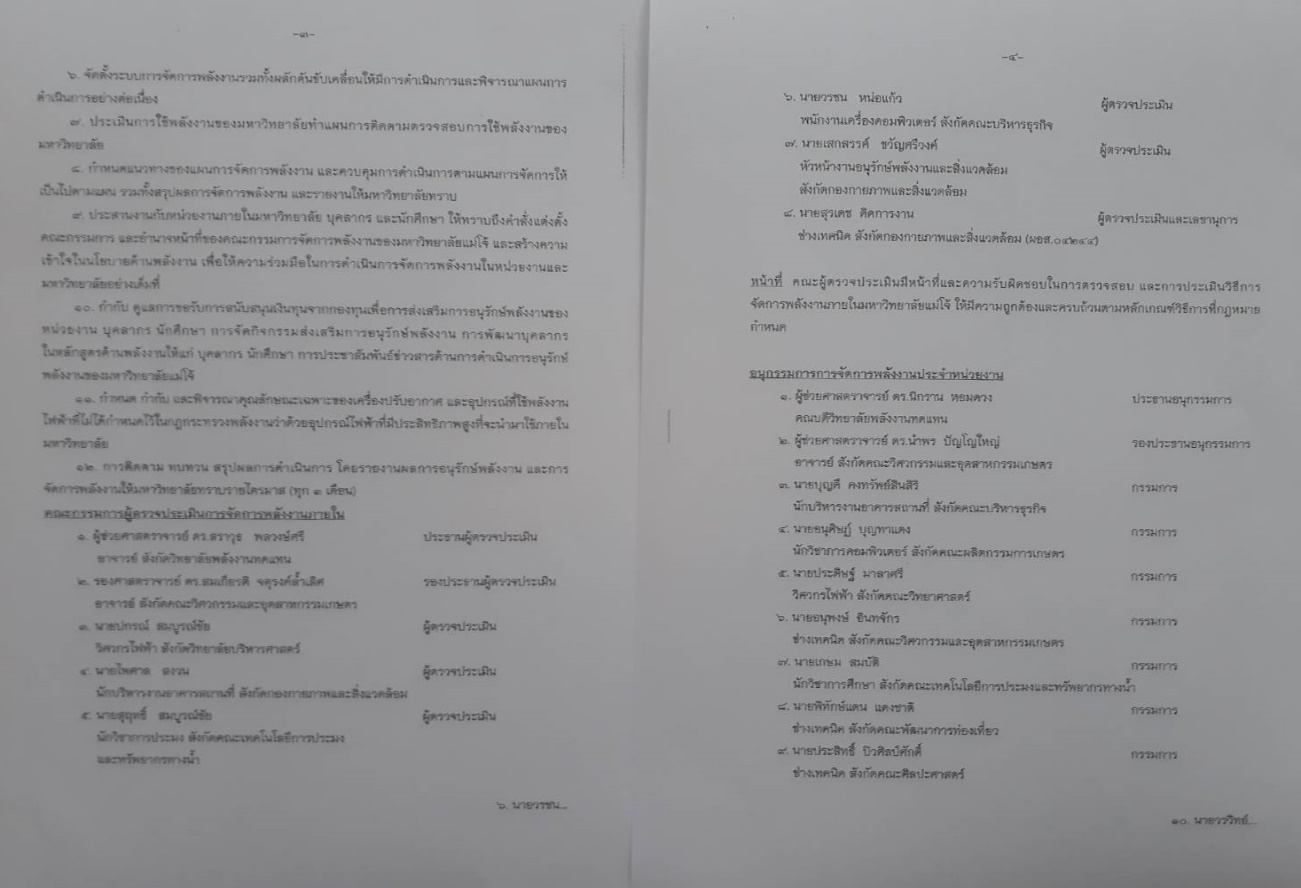 -๓-
๖. จัดตั้งระบบการจัดการพลังงานรวมทั้งผลักดันขับเคลื่อนให้มีการดำเนินการและพิจารณาแผนการ
ดำเนินการอย่างต่อเนื่อง
๗. ประเมินการใช้พลังงานของมหาวิทยาลัยทำแผนการติดตามตรวจสอบการใช้พลังงานของ
มหาวิทยาลัย
๘. กำหนดแนวทางของแผนการจัดการพลังงาน และควบคุมการดำเนินการตามแผนการจัดการให้
เป็นไปตามแผน รวมทั้งสรุปผลการจัดการพลังงาน และรายงานให้มหาวิทยาลัยทราบ
๙. ประสานงานกับหน่วยงานภายในมหาวิทยาลัย บุคลากร และนักศึกษา ให้ทราบถึงคำสั่งแต่งตั้ง
คณะกรรมการ และอำนาจหน้าที่ของคณะกรรมการจัดการพลังงานของมหาวิทยาลัยแม่โจ้ และสร้างความ
เข้าใจในนโยบายด้านพลังงาน เพื่อให้ความร่วมมือในการดำเนินการจัดการพลังงานในหน่วยงานและ
มหาวิทยาลัยอย่างเต็มที่
๑๐. กำกับ ดูแลการขอรับการสนับสนุนเงินทุนจากกองทุนเพื่อการส่งเสริมการอนุรักษ์พลังงานของ
หน่วยงาน บุคลากร นักศึกษา การจัดกิจกรรมส่งเสริมการอนุรักษ์พลังงาน การพัฒนาบุคลากร
ในหลักสูตรด้านพลังงานให้แก่ บุคลากร นักศึกษา การประชาสัมพันธ์ข่าวสารด้านการดำเนินการอนุรักษ์
พลังงานของมหาวิทยาลัยแม่โจ้
๑๑. กำหนด กำกับ และพิจารณาคุณลักษณะเฉพาะของเครื่องปรับอากาศ และอุปกรณ์ที่ใช้พลังงาน
ไฟฟ้าที่ไม่ได้กำหนดไว้ในกฎกระทรวงพลังงานว่าด้วยอุปกรณ์ไฟฟ้าที่มีประสิทธิภาพสูงที่จะนำมาใช้ภายใน
มหาวิทยาลัย
๑๒. การติดตาม ทบทวน สรุปผลการดำเนินการ โดยรายงานผลการอนุรักษ์พลังงาน และการ
จัดการพลังงานให้มหาวิทยาลัยทราบรายไตรมาส (ทุก ๓ เดือน)
คณะกรรมการผู้ตรวจประเมินการจัดการพลังงานภายใน
๑. ผู้ช่วยศาสตราจารย์ ดร.สราวุธ พลวงษ์ศรี ประธานผู้ตรวจประเมิน
อาจารย์ สังกัดวิทยาลัยพลังงานทดแทน
๒. รองศาสตราจารย์ ดร.สมเกียรติ จตุรงค์ล้ำเลิศ รองประธานผู้ตรวจประเมิน
อาจารย์ สังกัดคณะวิศวกรรมและอุตสาหกรรมเกษตร
๓. นายปกรณ์ สมบูรณ์ชัย ผู้ตรวจประเมิน
วิศวกรไฟฟ้า สังกัดวิทยาลัยบริหารศาสตร์
๔. นายไพศาล สงวน ผู้ตรวจประเมิน
นักบริหารงานอาคารสถานที่ สังกัดกองกายภาพและสิ่งแวดล้อม
๕. นายสุฤทธิ์ สมบูรณ์ชัย ผู้ตรวจประเมิน
นักวิชาการประมง สังกัดคณะเทคโนโลยีการประมง
และทรัพยากรทางน้ำ
๖. นายวรชน...
-๔-
๖. นายวรชน หน่อแก้ว ผู้ตรวจประเมิน
พนักงานเครื่องคอมพิวเตอร์ สังกัดคณะบริหารธุรกิจ
๗. นายเสกสรรค์ ขวัญศรีวงค์ ผู้ตรวจประเมิน
หัวหน้างานอนุรักษ์พลังงานและสิ่งแวดล้อม
สังกัดกองกายภาพและสิ่งแวดล้อม
๘. นายสุรเดช คิดการงาน ผู้ตรวจประเมินและเลขานุการ
ช่างเทคนิค สังกัดกองกายภาพและสิ่งแวดล้อม (ผอส.๐๔๒๔๔)
หน้าที่ คณะผู้ตรวจประเมินมีหน้าที่และความรับผิดชอบในการตรวจสอบ และการประเมินวิธีการ
จัดการพลังงานภายในมหาวิทยาลัยแม่โจ้ ให้มีความถูกต้องและครบถ้วนตามหลักเกณฑ์วิธีการที่กฎหมาย
กำหนด
อนุกรรมการการจัดการพลังงานประจำหน่วยงาน
๑. ผู้ช่วยศาสตราจารย์ ดร.นิกราน หอมดวง ประธานอนุกรรมการ
คณบดีวิทยาลัยพลังงานทดแทน
๒. ผู้ช่วยศาสตราจารย์ ดร.นำพร ปัญโญใหญ่ รองประธานอนุกรรมการ
อาจารย์ สังกัดคณะวิศวกรรมและอุตสาหกรรมเกษตร
๓. นายบุญตี คงทรัพย์สินสิริ กรรมการ
นักบริหารงานอาคารสถานที่ สังกัดคณะบริหารธุรกิจ
๔. นายอนุศิษฏ์ บุญทาแดง กรรมการ
นักวิชาการคอมพิวเตอร์ สังกัดคณะผลิตกรรมการเกษตร
๕. นายประดิษฐ์ มาลาศรี กรรมการ
วิศวกรไฟฟ้า สังกัดคณะวิทยาศาสตร์
๖. นายอนุพงษ์ อินทจักร กรรมการ
ช่างเทคนิค สังกัดคณะวิศวกรรมและอุตสาหกรรมเกษตร
๗. นายเกษม สมบัติ กรรมการ
นักวิชาการศึกษา สังกัดคณะเทคโนโลยีการประมงและทรัพยากรทางน้ำ
๘. นายพิทักษ์แดน แดงชาติ กรรมการ
ช่างเทคนิค สังกัดคณะพัฒนาการท่องเที่ยว
๙. นายประสิทธิ์ ปิวศิลป์ศักดิ์ กรรมการ
ช่างเทคนิค สังกัดคณะศิลปะศาสตร์
๑๐. นายวรวิทย์...